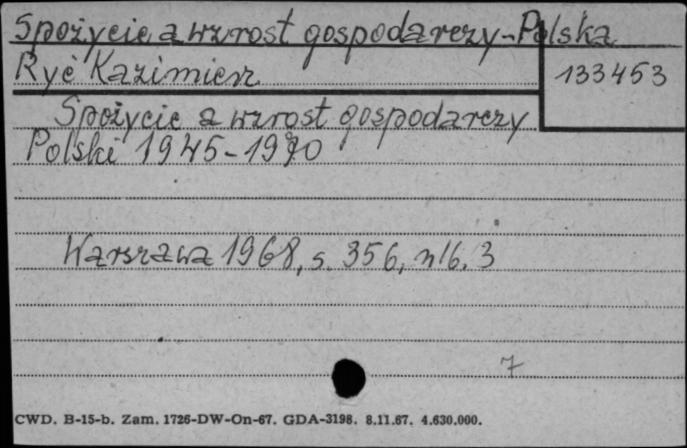 Spożycie a wzrost gospodarczy-Polska
Ryć Kazimierz
133453
Spożycie a wzrost gospodarczy
Polski 1945-1970
Warszawa 1968, s. 356, nlb. 3
7
CWD. B-15-b. Zam. 1726-DW-On-67. GDA-3198. 8.11.67. 4.630.000.